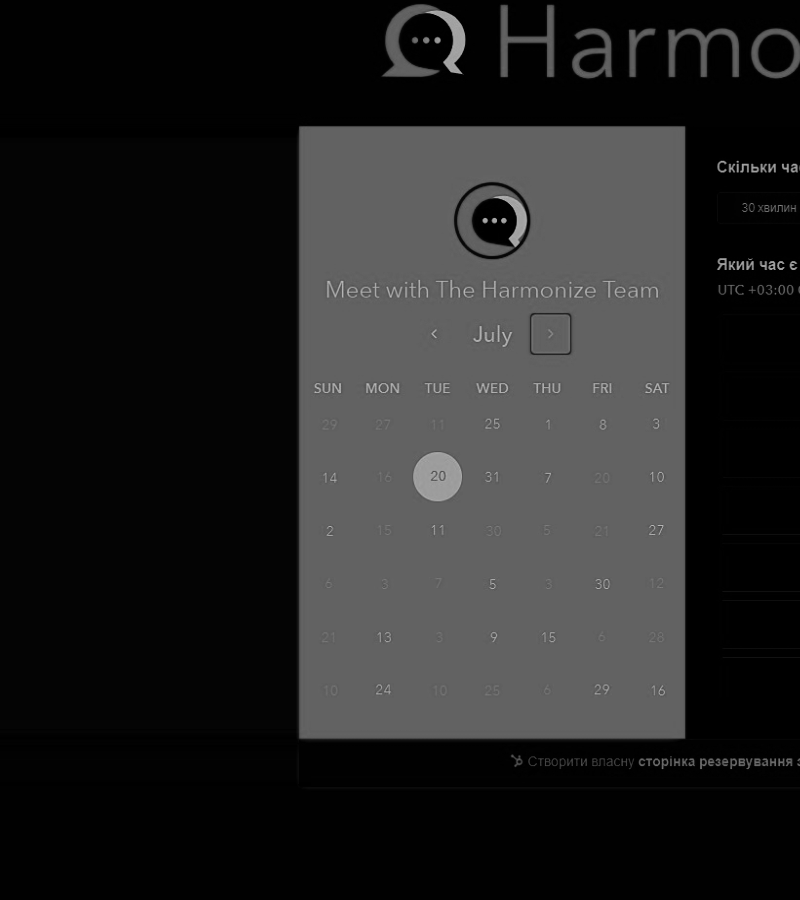 Harmo
Скільки ча
30 хвилин
Який час є
UTC +03:00
Meet with The Harmonize Team
July
SUN MON TUE WED THU FRI SAT
29 27 11 25 1 8 3
14 16 20 31 7 20 10
2 15 11 30 5 21 27
6 3 7 5 3 30 12
21 13 3 9 15 6 28
10 24 10 25 6 29 16
Створити власну сторінка резервування з